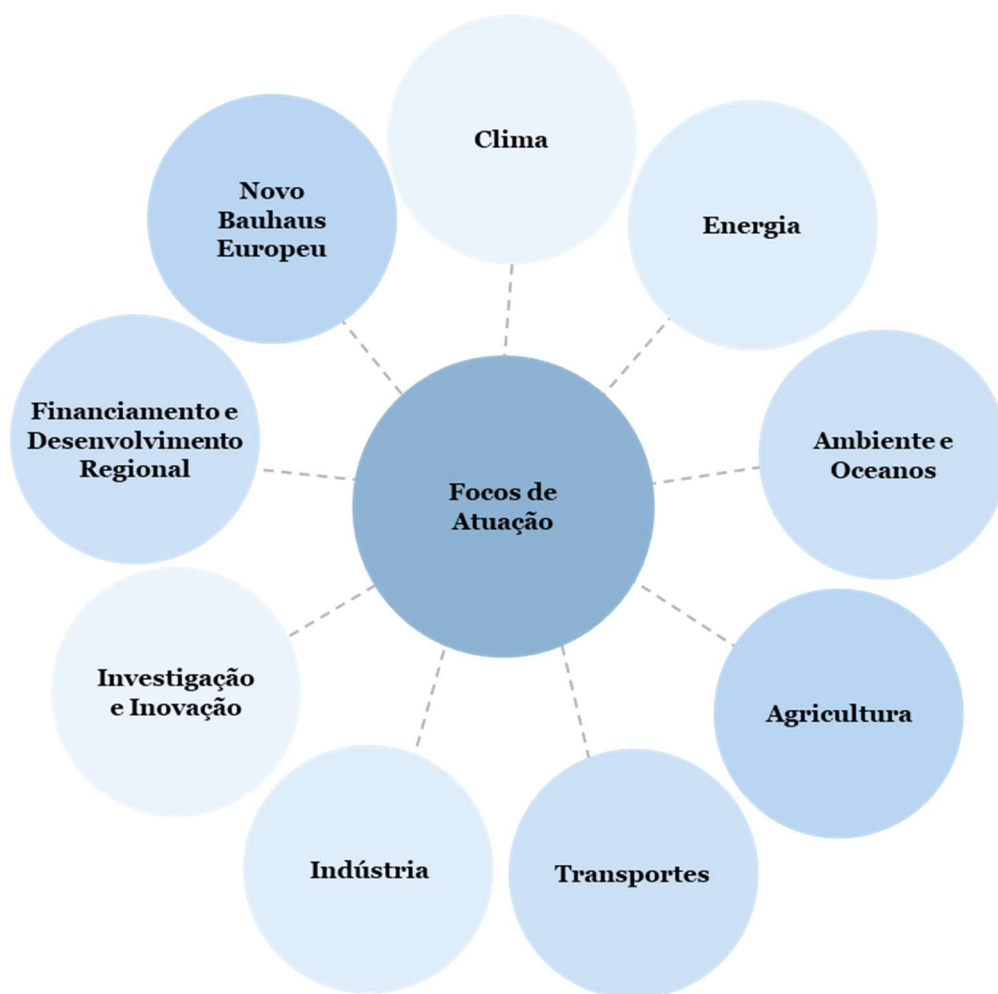 Clima
Energia
Ambiente e
Oceanos
Agricultura
Transportes
Indústria
Investigação
e Inovação
Financiamento e
Desenvolvimento
Regional
Novo
Bauhaus
Europeu
Focos de
Atuação